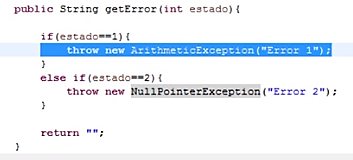 public String getError(int estado){
if(estado==1){
throw new ArithmeticException("Error 1");
}
else if(estado==2){
throw new NullPointerException("Error 2");
}
return "";
}